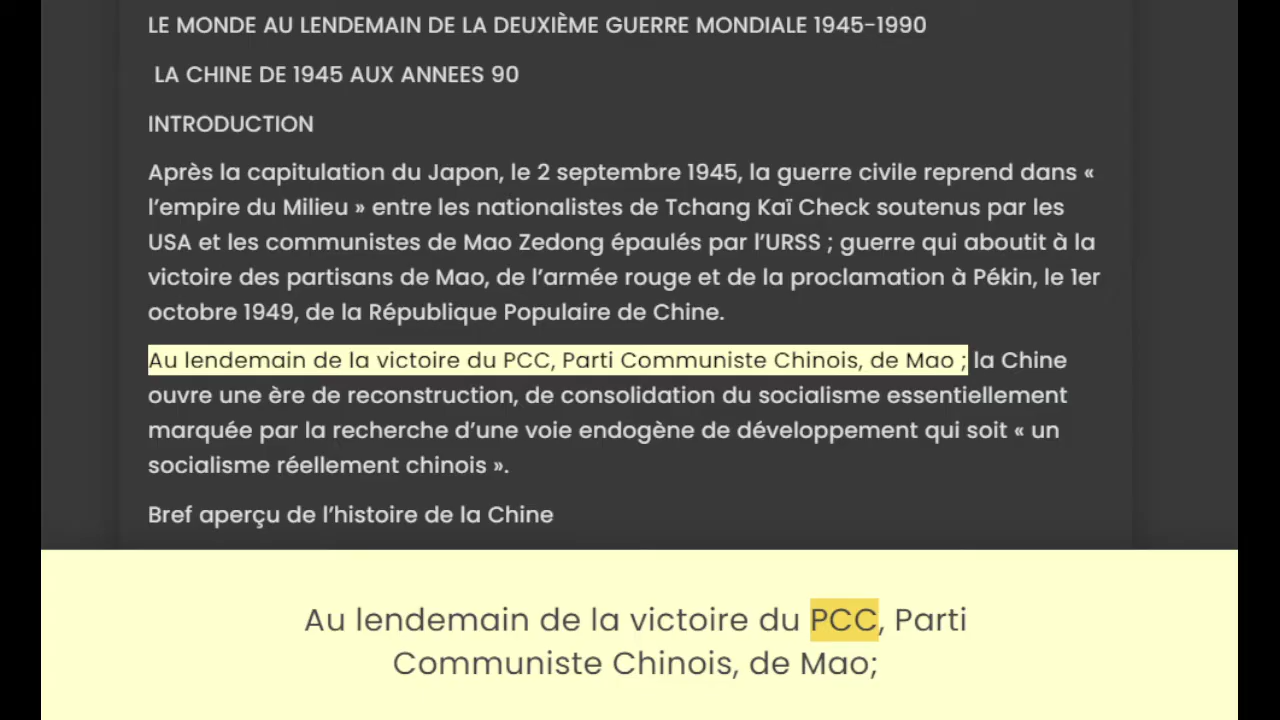 LE MONDE AU LENDEMAIN DE LA DEUXIÈME GUERRE MONDIALE 1945-1990
LA CHINE DE 1945 AUX ANNEES 90
INTRODUCTION
Après la capitulation du Japon, le 2 septembre 1945, la guerre civile reprend dans «
l’empire du Milieu » entre les nationalistes de Tchang Kaï Check soutenus par les
USA et les communistes de Mao Zedong épaulés par l’URSS ; guerre qui aboutit à la
victoire des partisans de Mao, de l’armée rouge et de la proclamation à Pékin, le 1er
octobre 1949, de la République Populaire de Chine.
Au lendemain de la victoire du PCC, Parti Communiste Chinois, de Mao ; la Chine
ouvre une ère de reconstruction, de consolidation du socialisme essentiellement
marquée par la recherche d’une voie endogène de développement qui soit « un
socialisme réellement chinois ».
Bref aperçu de l’histoire de la Chine
Au lendemain de la victoire du PCC, Parti
Communiste Chinois, de Mao;